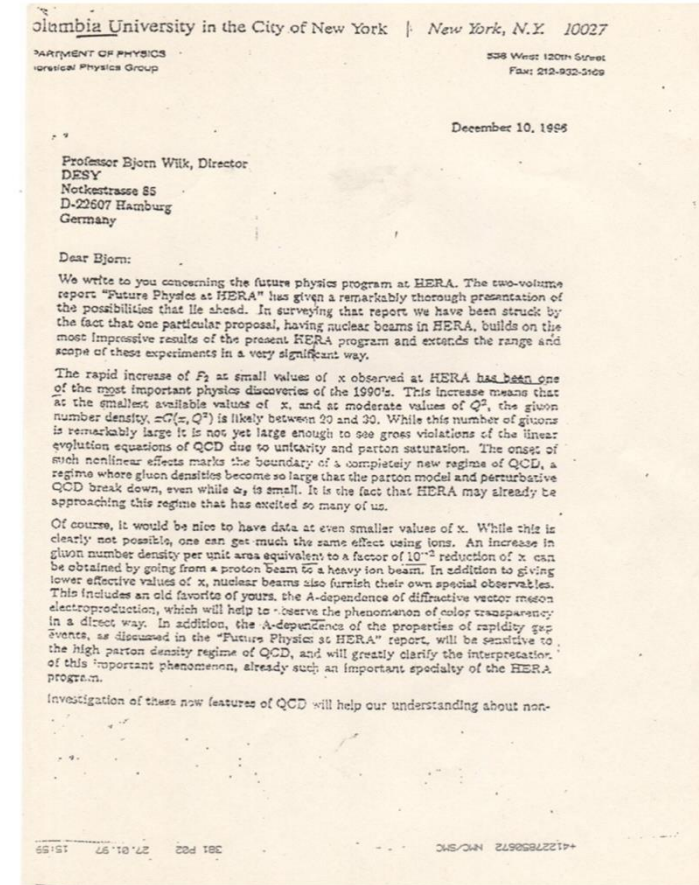 olumbia University in the City of New York | New York, N.Y. 10027
PARTMENT OF PHYSICS
oretical Physics Group
538 West 120th Street
Fax: 212-932-3169
December 10, 1996
Professor Bjorn Wiik, Director
DESY
Notkestrasse 85
D-22607 Hamburg
Germany
Dear Bjorn:
We write to you concerning the future physics program at HERA. The two-volume
report "Future Physics at HERA" has given a remarkably thorough presentation of
the possibilities that lie ahead. In surveying that report we have been struck by
the fact that one particular proposal, having nuclear beams in HERA, builds on the
most impressive results of the present HERA program and extends the range and
scope of these experiments in a very significant way.
The rapid increase of F₂ at small values of x observed at HERA has been one
of the most important physics discoveries of the 1990's. This increase means that
at the smallest available values of x, and at moderate values of Q², the gluon
number density, xG(x, Q²) is likely between 20 and 30. While this number of gluons
is remarkably large it is not yet large enough to see gross violations of the linear
evolution equations of QCD due to unitarity and parton saturation. The onset of
such nonlinear effects marks the boundary of a completely new regime of QCD, a
regime where gluon densities become so large that the parton model and perturbative
QCD break down, even while αₛ is small. It is the fact that HERA may already be
approaching this regime that has excited so many of us.
Of course, it would be nice to have data at even smaller values of x. While this is
clearly not possible, one can get much the same effect using ions. An increase in
gluon number density per unit area equivalent to a factor of 10⁻² reduction of x can
be obtained by going from a proton beam to a heavy ion beam. In addition to giving
lower effective values of x, nuclear beams also furnish their own special observables.
This includes an old favorite of yours, the A-dependence of diffractive vector meson
electroproduction, which will help to observe the phenomenon of color transparency
in a direct way. In addition, the A-dependence of the properties of rapidity gap
events, as discussed in the "Future Physics at HERA" report, will be sensitive to
the high parton density regime of QCD, and will greatly clarify the interpretation
of this important phenomenon, already such an important specialty of the HERA
program.
Investigation of these new features of QCD will help our understanding about non-
+41227850672 NMC/SMC
381 P02 27.01.97 15:59